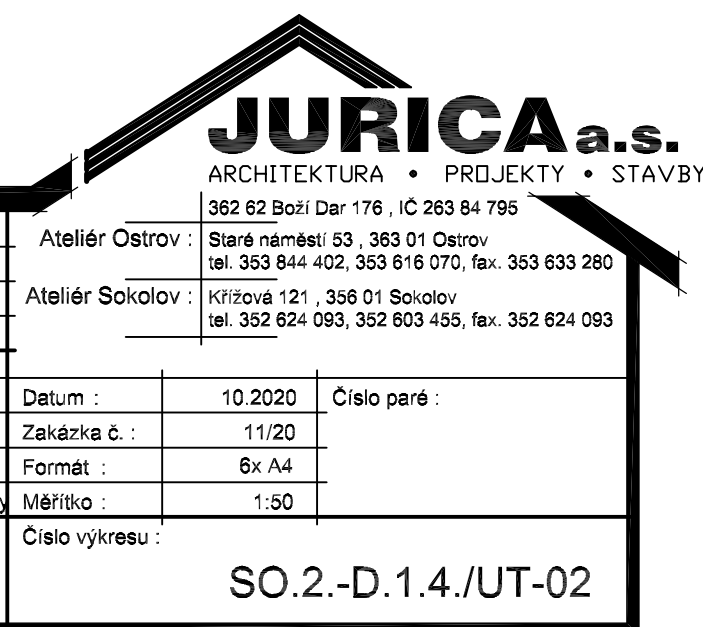 JURICA a.s.
ARCHITEKTURA • PROJEKTY • STAVBY
362 62 Boží Dar 176 , IČ 263 84 795
Ateliér Ostrov : Staré náměstí 53 , 363 01 Ostrov
tel. 353 844 402, 353 616 070, fax. 353 633 280
Ateliér Sokolov : Křížová 121 , 356 01 Sokolov
tel. 352 624 093, 352 603 455, fax. 352 624 093
Datum : 10.2020 Číslo paré :
Zakázka č. : 11/20
Formát : 6x A4
Měřítko : 1:50
Číslo výkresu :
SO.2.-D.1.4./UT-02